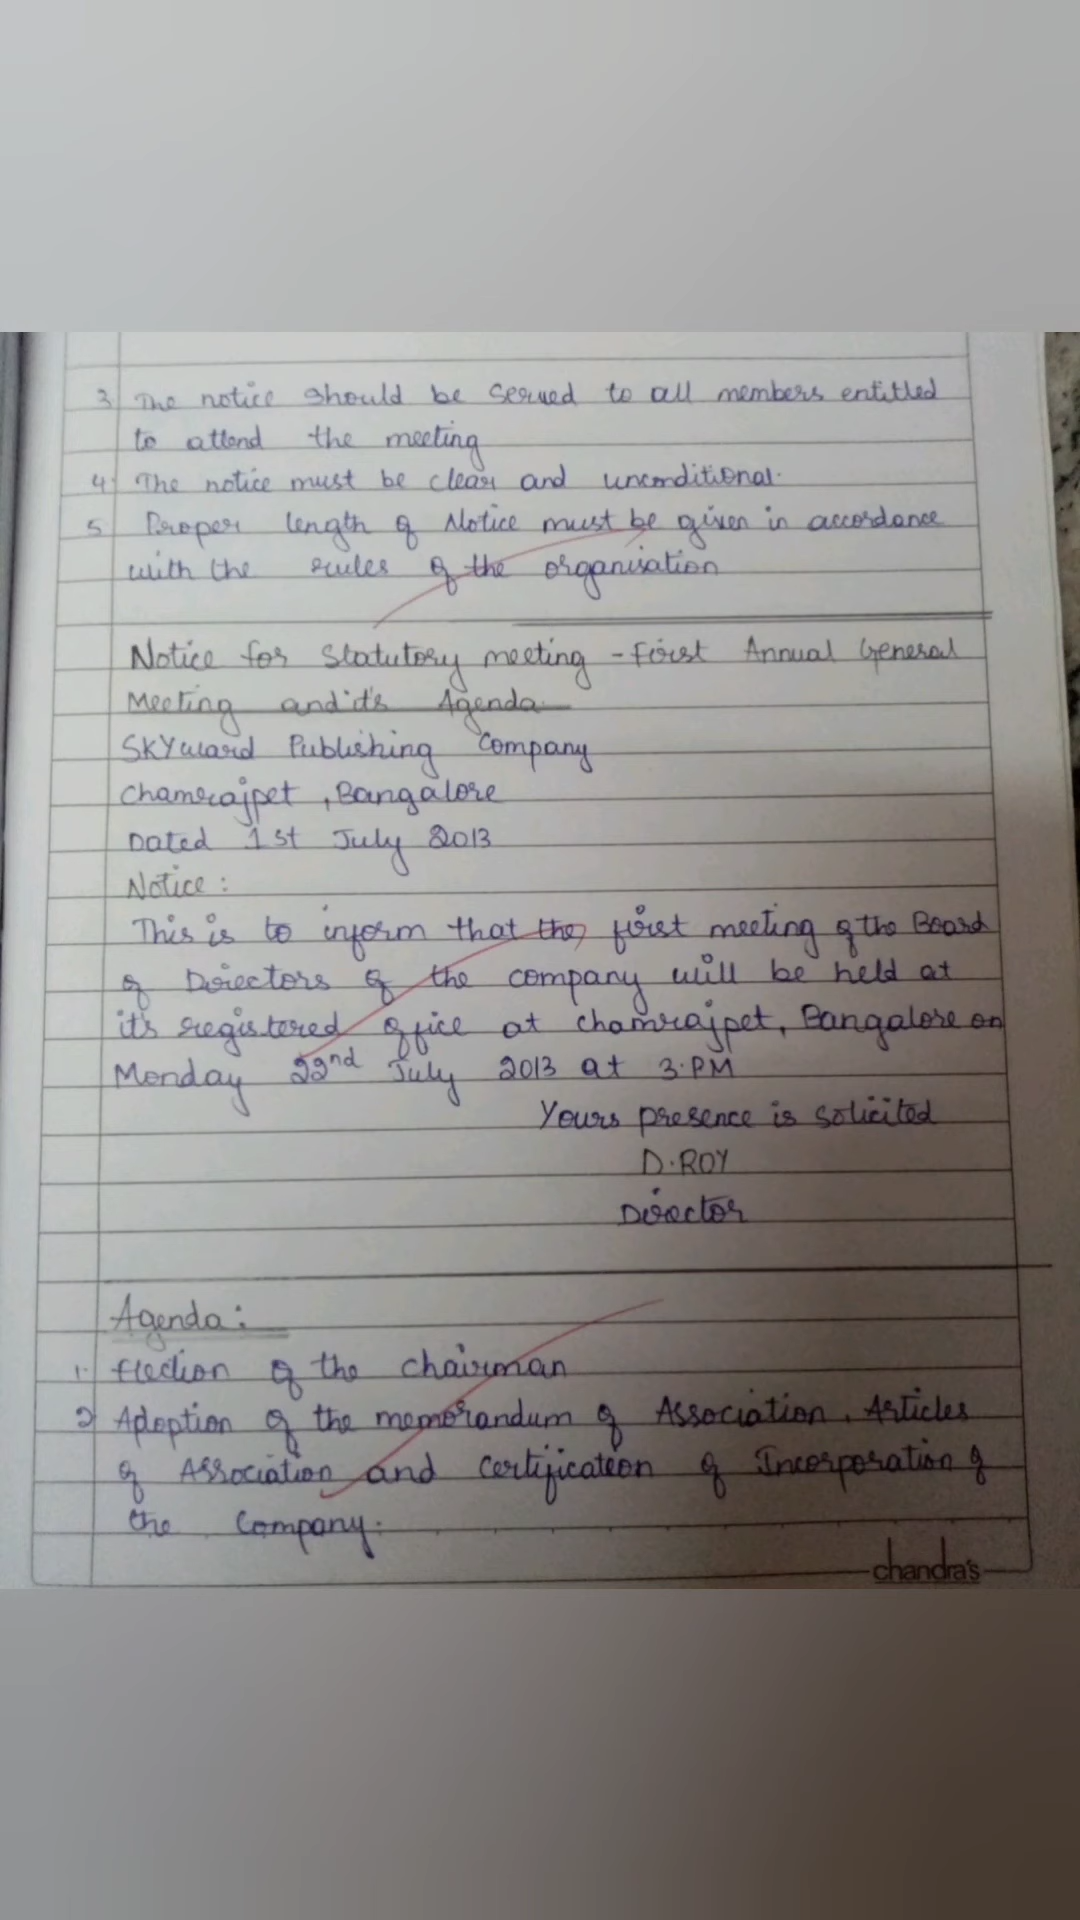 3 The notice should be served to all members entitled
to attend the meeting
4. The notice must be clear and unconditional.
5 Proper length of Notice must be given in accordance
with the rules of the organisation
Notice for Statutory meeting - First Annual General
Meeting and it's Agenda
SKYward Publishing Company
Chamrajpet, Bangalore
Dated 1st July 2013
Notice :
This is to inform that the first meeting of the Board
of Directors of the company will be held at
it's registered office at Chamrajpet, Bangalore on
Monday 22nd July 2013 at 3.PM
Yours presence is solicited
D.ROY
Director
Agenda :
1. Election of the chairman
2 Adoption of the memorandum of Association, Articles
of Association and certification of Incorporation of
the Company.
chandra's